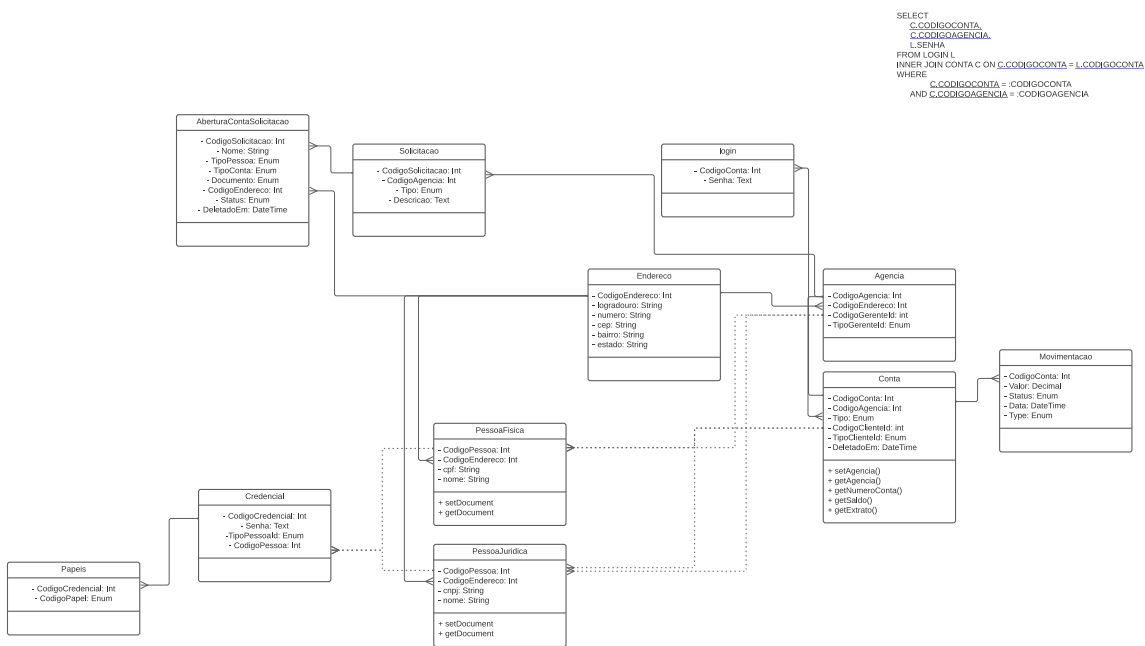 SELECT
C.CODIGOCONTA,
C.CODIGOAGENCIA,
L.SENHA
FROM LOGIN L
INNER JOIN CONTA C ON C.CODIGOCONTA = L.CODIGOCONTA
WHERE
C.CODIGOCONTA = :CODIGOCONTA
AND C.CODIGOAGENCIA = :CODIGOAGENCIA
AberturaContaSolicitacao
- CodigoSolicitacao: Int
- Nome: String
- TipoPessoa: Enum
- TipoConta: Enum
- Documento: Enum
- CodigoEndereco: Int
- Status: Enum
- DeletadoEm: DateTime
Solicitacao
- CodigoSolicitacao: Int
- CodigoAgencia: Int
- Tipo: Enum
- Descricao: Text
login
- CodigoConta: Int
- Senha: Text
Endereco
- CodigoEndereco: Int
- logradouro: String
- numero: String
- cep: String
- bairro: String
- estado: String
Agencia
- CodigoAgencia: Int
- CodigoEndereco: Int
- CodigoGerenteId: int
- TipoGerenteId: Enum
Movimentacao
- CodigoConta: Int
- Valor: Decimal
- Status: Enum
- Data: DateTime
- Type: Enum
Conta
- CodigoConta: Int
- CodigoAgencia: Int
- Tipo: Enum
- CodigoClienteId: int
- TipoClienteId: Enum
- DeletadoEm: DateTime
+ setAgencia()
+ getAgencia()
+ getNumeroConta()
+ getSaldo()
+ getExtrato()
PessoaFisica
- CodigoPessoa: Int
- CodigoEndereco: Int
- cpf: String
- nome: String
+ setDocument
+ getDocument
Credencial
- CodigoCredencial: Int
- Senha: Text
-TipoPessoaId: Enum
- CodigoPessoa: Int
PessoaJuridica
- CodigoPessoa: Int
- CodigoEndereco: Int
- cnpj: String
- nome: String
+ setDocument
+ getDocument
Papeis
- CodigoCredencial: Int
- CodigoPapel: Enum